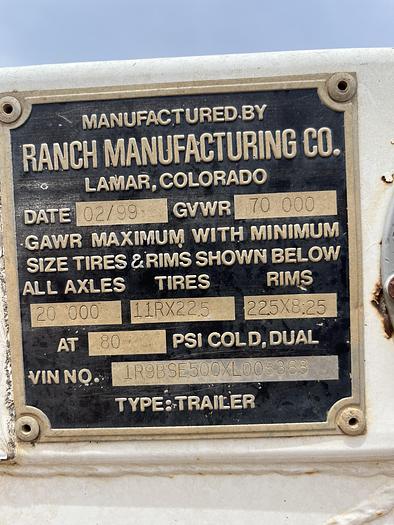 MANUFACTURED BY
RANCH MANUFACTURING CO.
LAMAR, COLORADO
DATE 02/99 GVWR 70 000
GAWR MAXIMUM WITH MINIMUM
SIZE TIRES & RIMS SHOWN BELOW
ALL AXLES TIRES RIMS
20 000 11RX22.5 22.5X8.25
AT 80 PSI COLD, DUAL
VIN NO.
TYPE: TRAILER